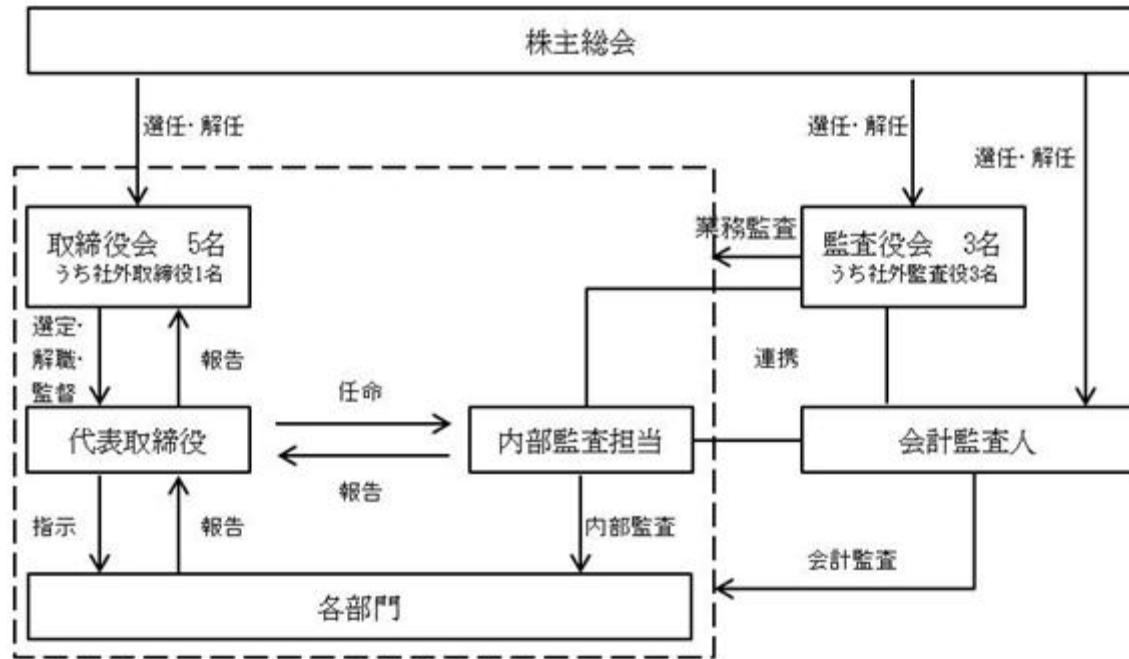 株主総会
選任・解任
選任・解任
選任・解任
取締役会 5名
うち社外取締役1名
業務監査
監査役会 3名
うち社外監査役3名
選定・
解職・
監督
報告
連携
任命
代表取締役
内部監査担当
会計監査人
報告
指示
報告
内部監査
会計監査
各部門